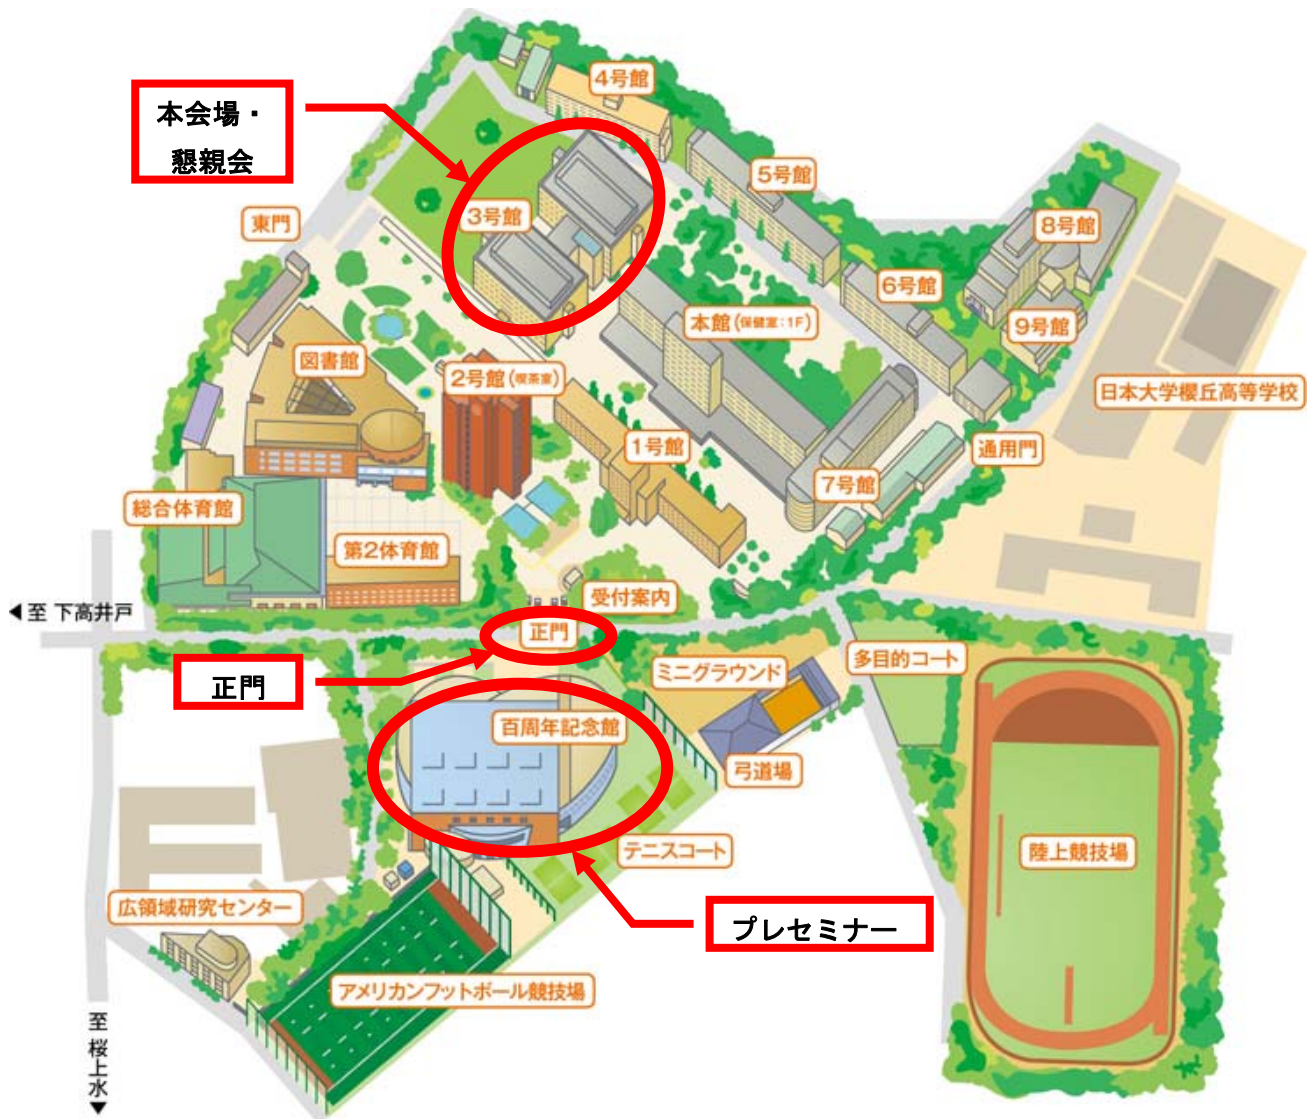 4号館
本会場・
懇親会
5号館
3号館
東門
8号館
6号館
本館(保健室:1F)
9号館
図書館
2号館(喫茶室)
日本大学櫻丘高等学校
1号館
通用門
7号館
総合体育館
第2体育館
受付案内
◀至 下高井戸
正門
正門
ミニグラウンド
多目的コート
百周年記念館
弓道場
テニスコート
陸上競技場
広領域研究センター
プレセミナー
アメリカンフットボール競技場
至 桜上水▼